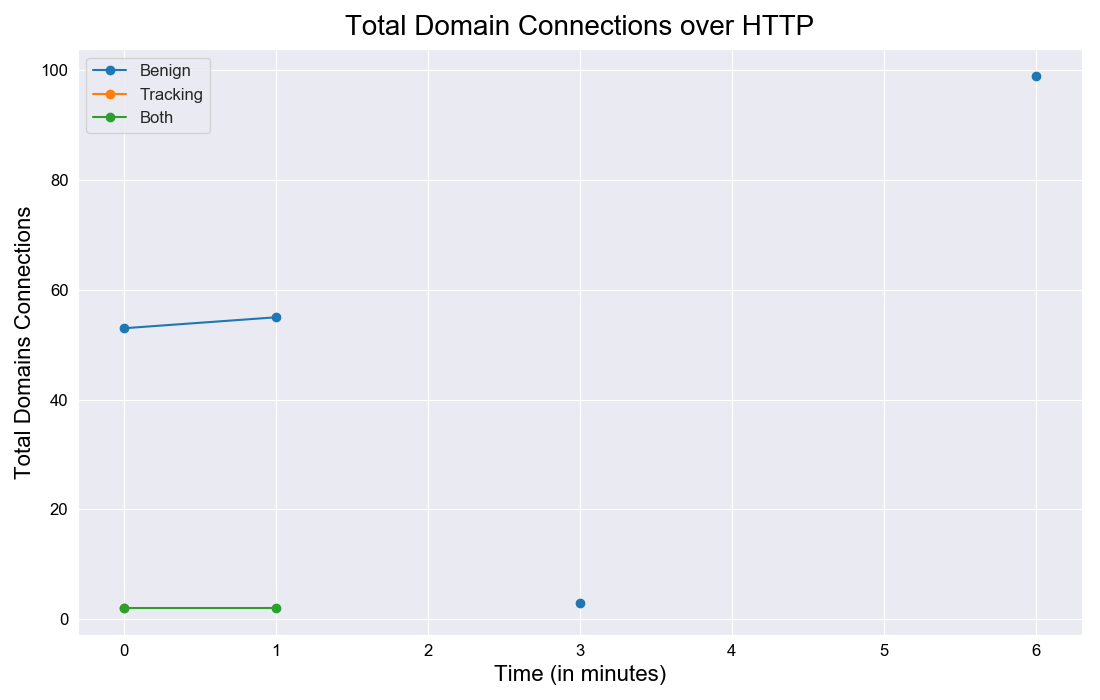 Total Domain Connections over HTTP
Benign
Tracking
Both
Total Domains Connections
100
80
60
40
20
0
0 1 2 3 4 5 6
Time (in minutes)